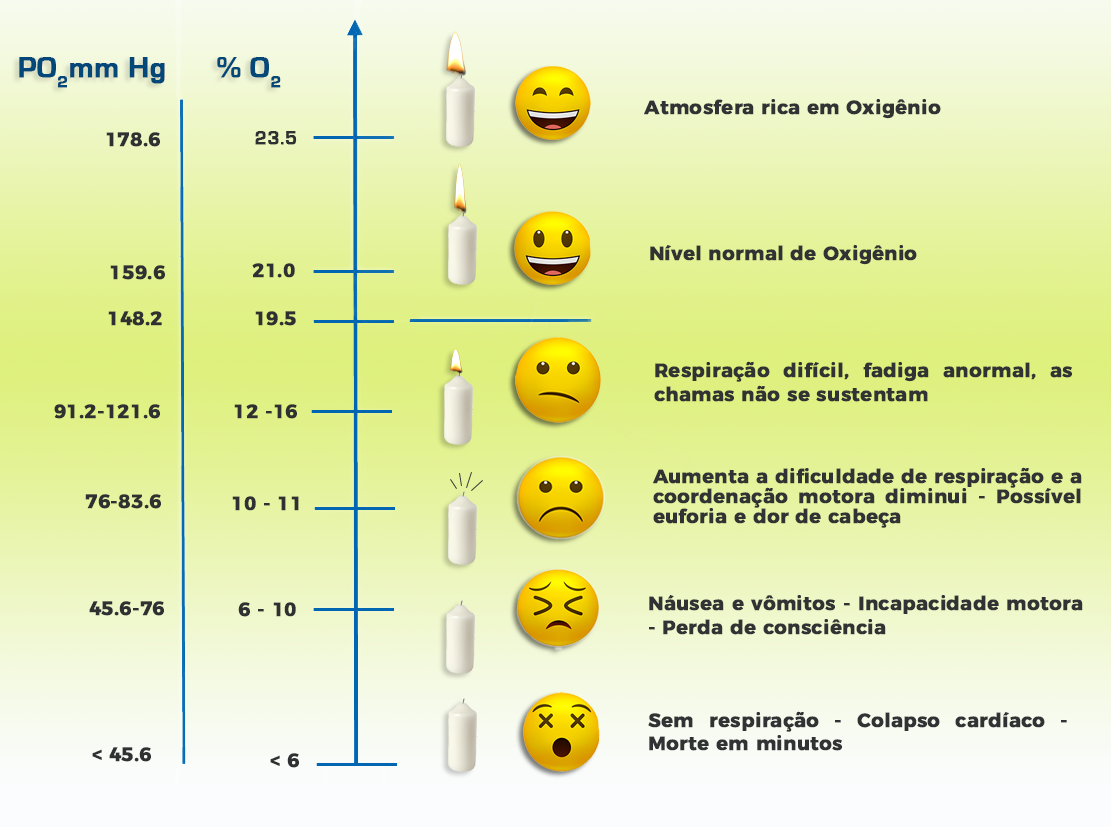 PO2mm Hg % O2
Atmosfera rica em Oxigênio
178.6 23.5
Nível normal de Oxigênio
159.6 21.0
148.2 19.5
Respiração difícil, fadiga anormal, as
chamas não se sustentam
91.2-121.6 12 -16
Aumenta a dificuldade de respiração e a
coordenação motora diminui - Possível
euforia e dor de cabeça
76-83.6 10 - 11
Náusea e vômitos - Incapacidade motora
- Perda de consciência
45.6-76 6 - 10
Sem respiração - Colapso cardíaco -
Morte em minutos
< 45.6 < 6